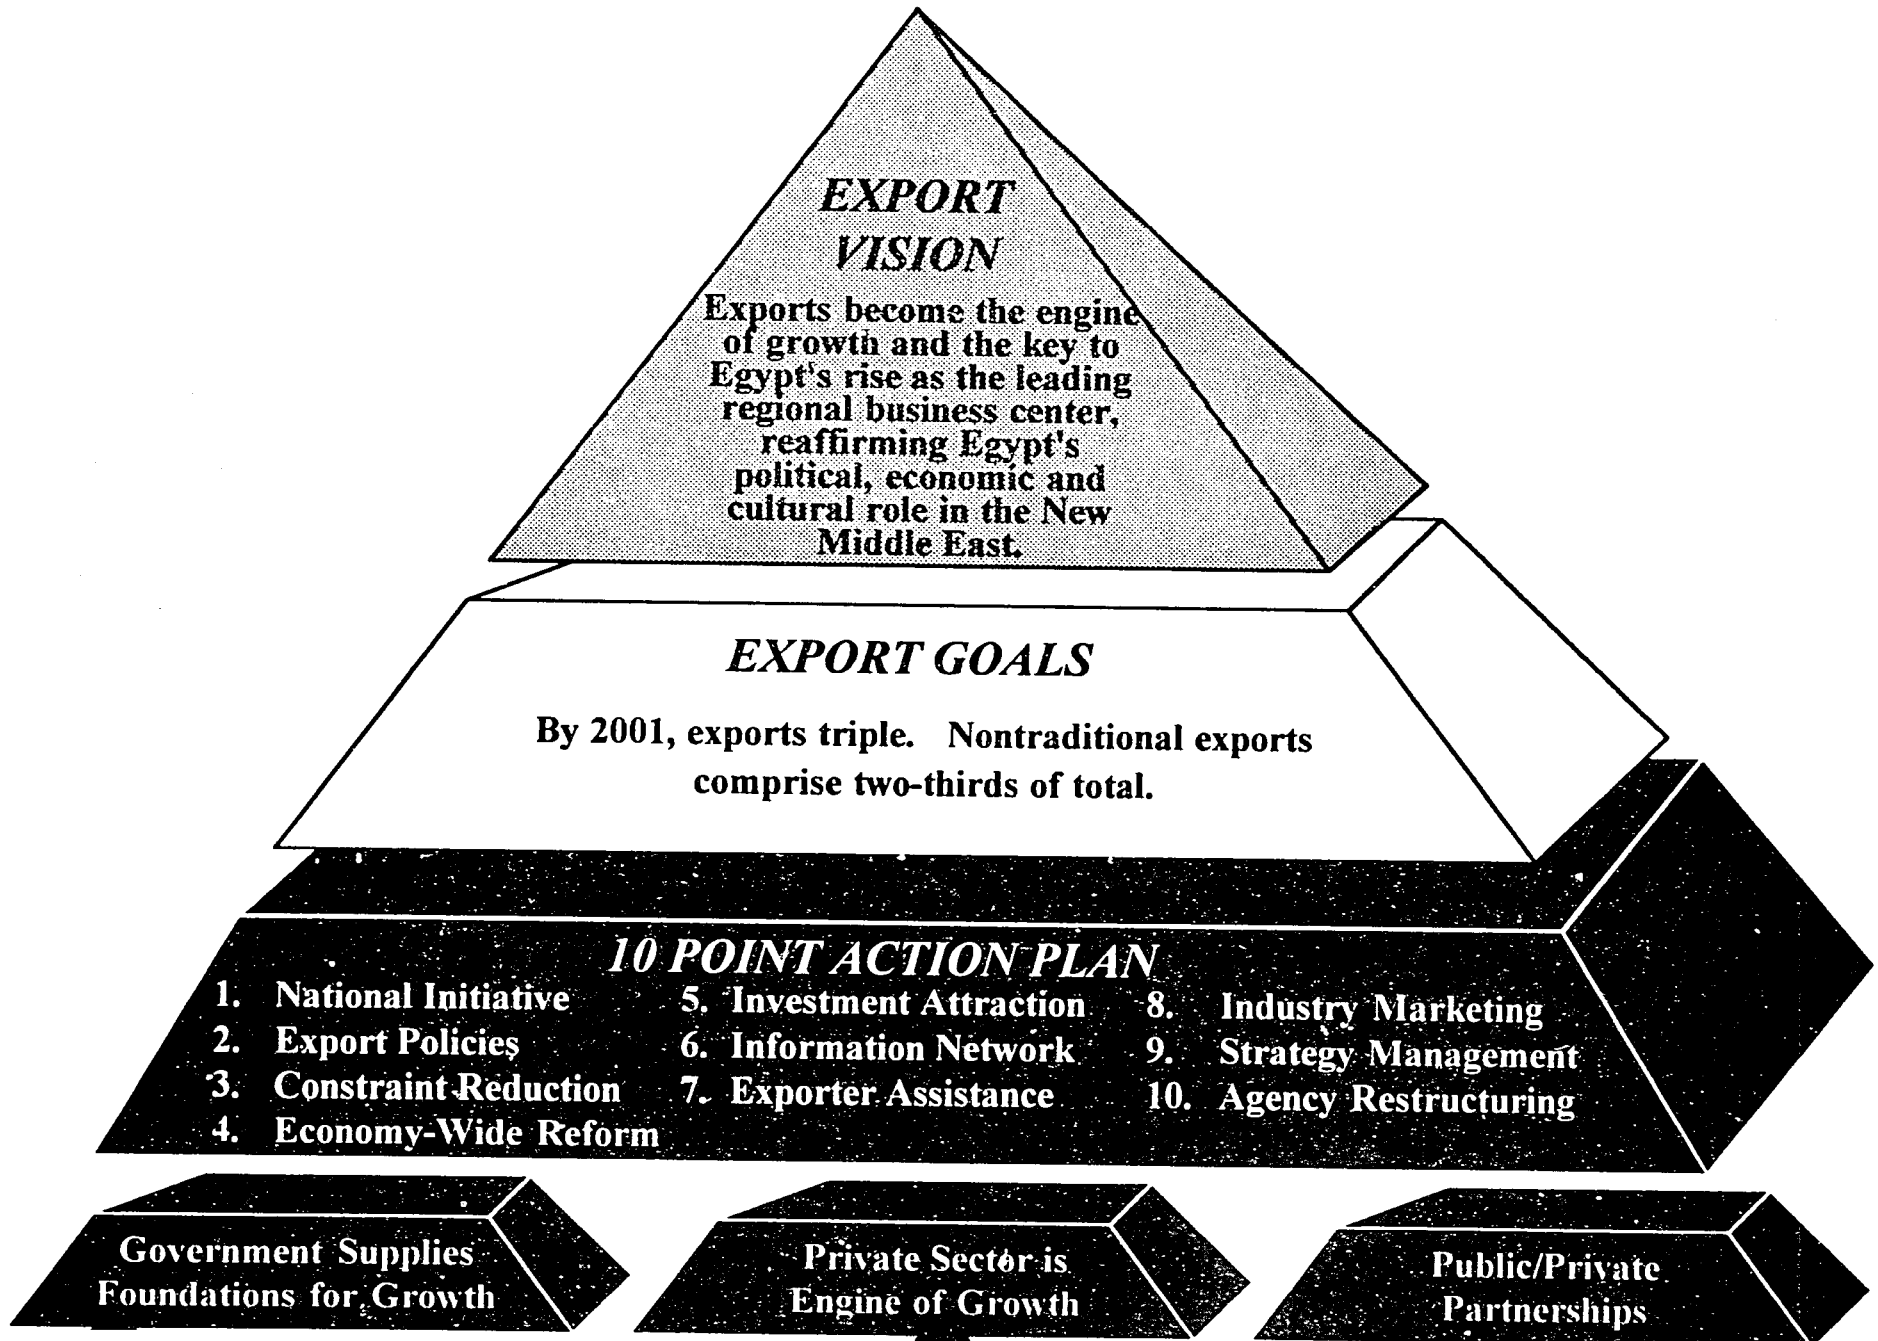 EXPORT
VISION
Exports become the engine
of growth and the key to
Egypt's rise as the leading
regional business center,
reaffirming Egypt's
political, economic and
cultural role in the New
Middle East.
EXPORT GOALS
By 2001, exports triple. Nontraditional exports
comprise two-thirds of total.
10 POINT ACTION PLAN
1. National Initiative
2. Export Policies
3. Constraint Reduction
4. Economy-Wide Reform
5. Investment Attraction
6. Information Network
7. Exporter Assistance
8. Industry Marketing
9. Strategy Management
10. Agency Restructuring
Government Supplies
Foundations for Growth
Private Sector is
Engine of Growth
Public/Private
Partnerships